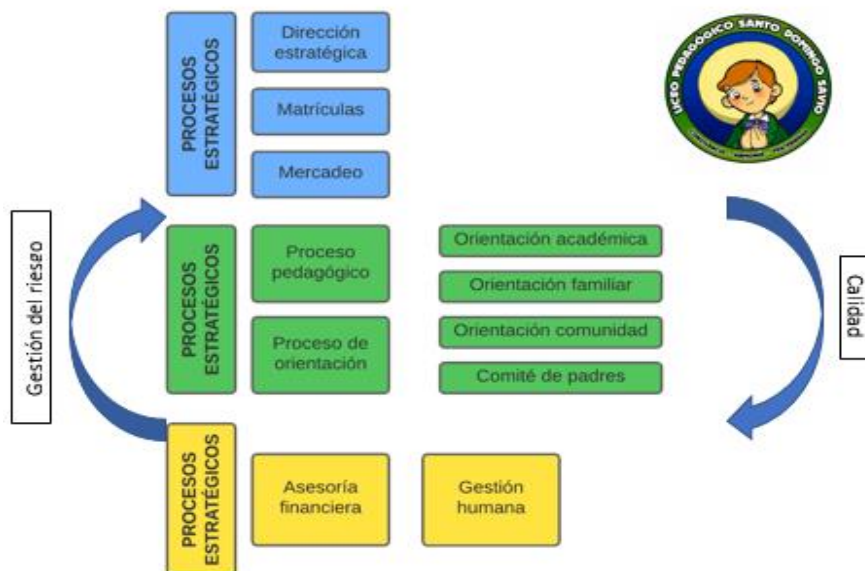 PROCESOS
ESTRATÉGICOS
Dirección
estratégica
Matrículas
Mercadeo
LICEO PEDAGÓGICO SANTO DOMINGO SAVIO
Gestión del riesgo
PROCESOS
ESTRATÉGICOS
Proceso
pedagógico
Proceso de
orientación
Orientación académica
Orientación familiar
Orientación comunidad
Comité de padres
Calidad
PROCESOS
ESTRATÉGICOS
Asesoría
financiera
Gestión
humana